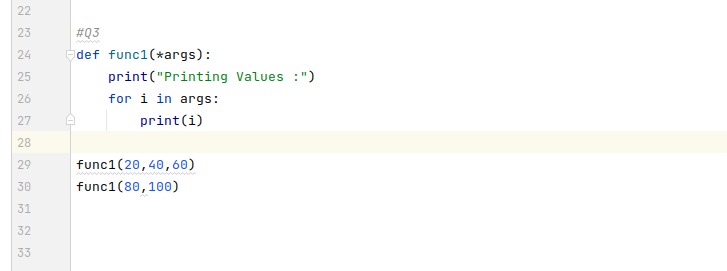 22
23 #Q3
24 def func1(*args):
25     print("Printing Values :")
26     for i in args:
27         print(i)
28
29 func1(20,40,60)
30 func1(80,100)
31
32
33